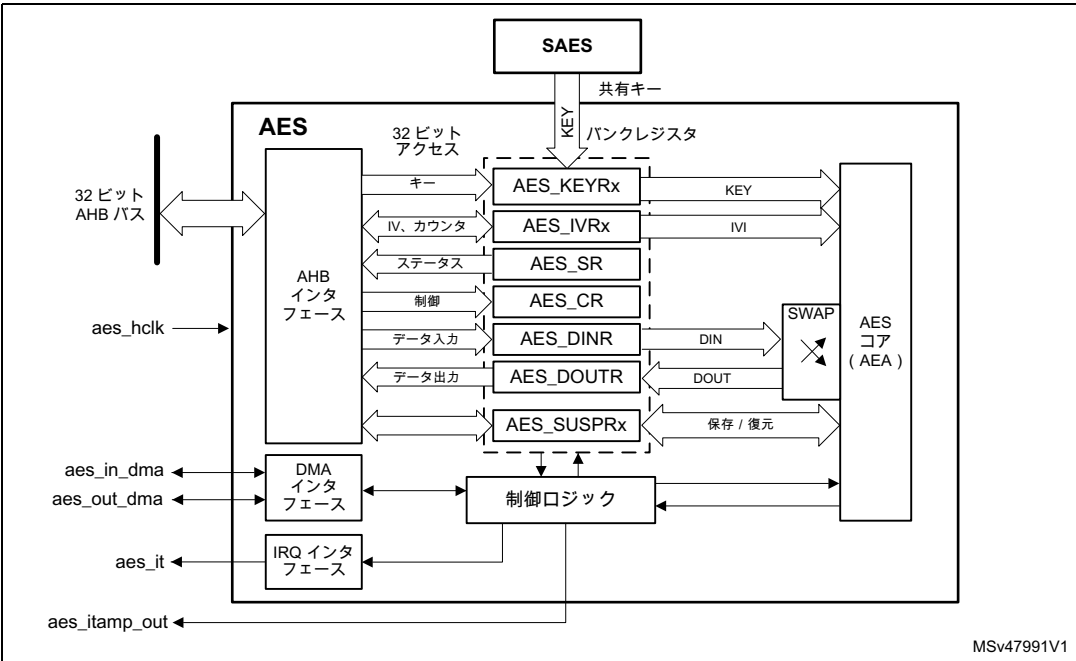 SAES
共有キー
KEY
バンクレジスタ
AES
32 ビット
アクセス
32 ビット
AHB バス
キー
AES_KEYRx
KEY
IV、カウンタ
AES_IVRx
IVI
ステータス
AES_SR
AHB
インタ
フェース
制御
AES_CR
SWAP
AES
コア
( AEA )
aes_hclk
データ入力
AES_DINR
DIN
データ出力
AES_DOUTR
DOUT
AES_SUSPRx
保存 / 復元
aes_in_dma
aes_out_dma
DMA
インタ
フェース
制御ロジック
aes_it
IRQ インタ
フェース
aes_itamp_out
MSv47991V1